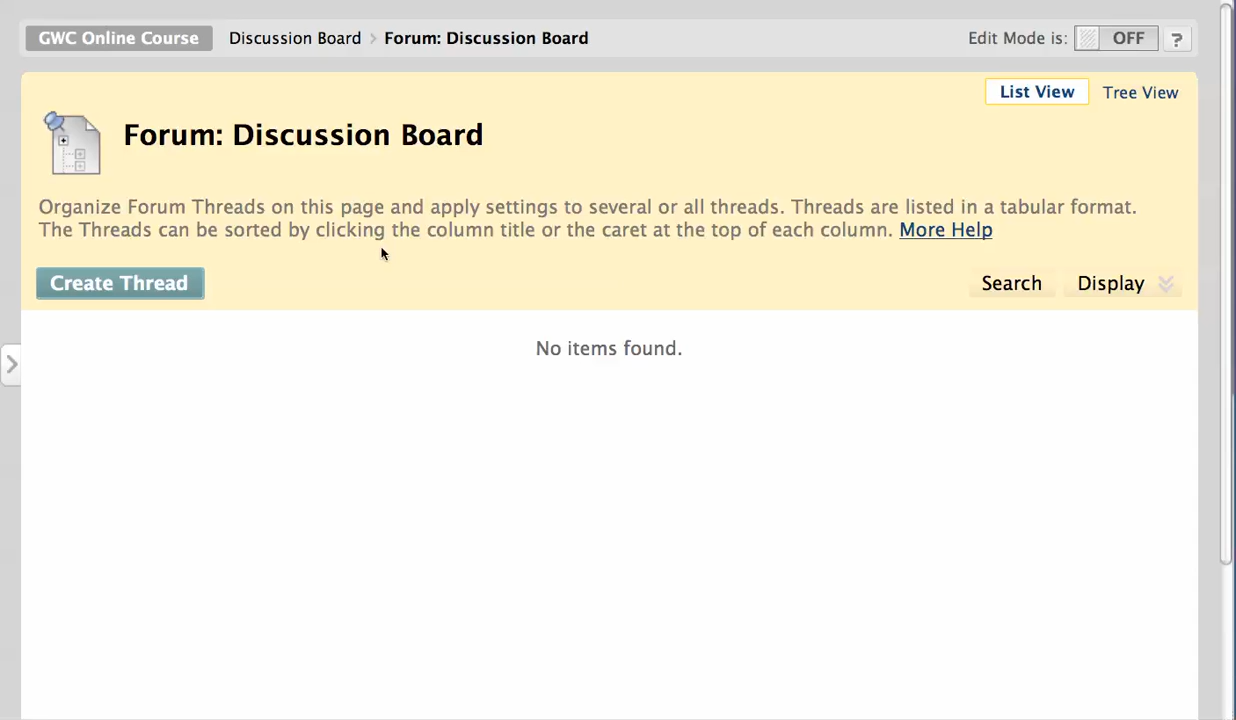 GWC Online Course Discussion Board > Forum: Discussion Board Edit Mode is: OFF ?
List View Tree View
Forum: Discussion Board
Organize Forum Threads on this page and apply settings to several or all threads. Threads are listed in a tabular format.
The Threads can be sorted by clicking the column title or the caret at the top of each column. More Help
Create Thread Search Display
No items found.